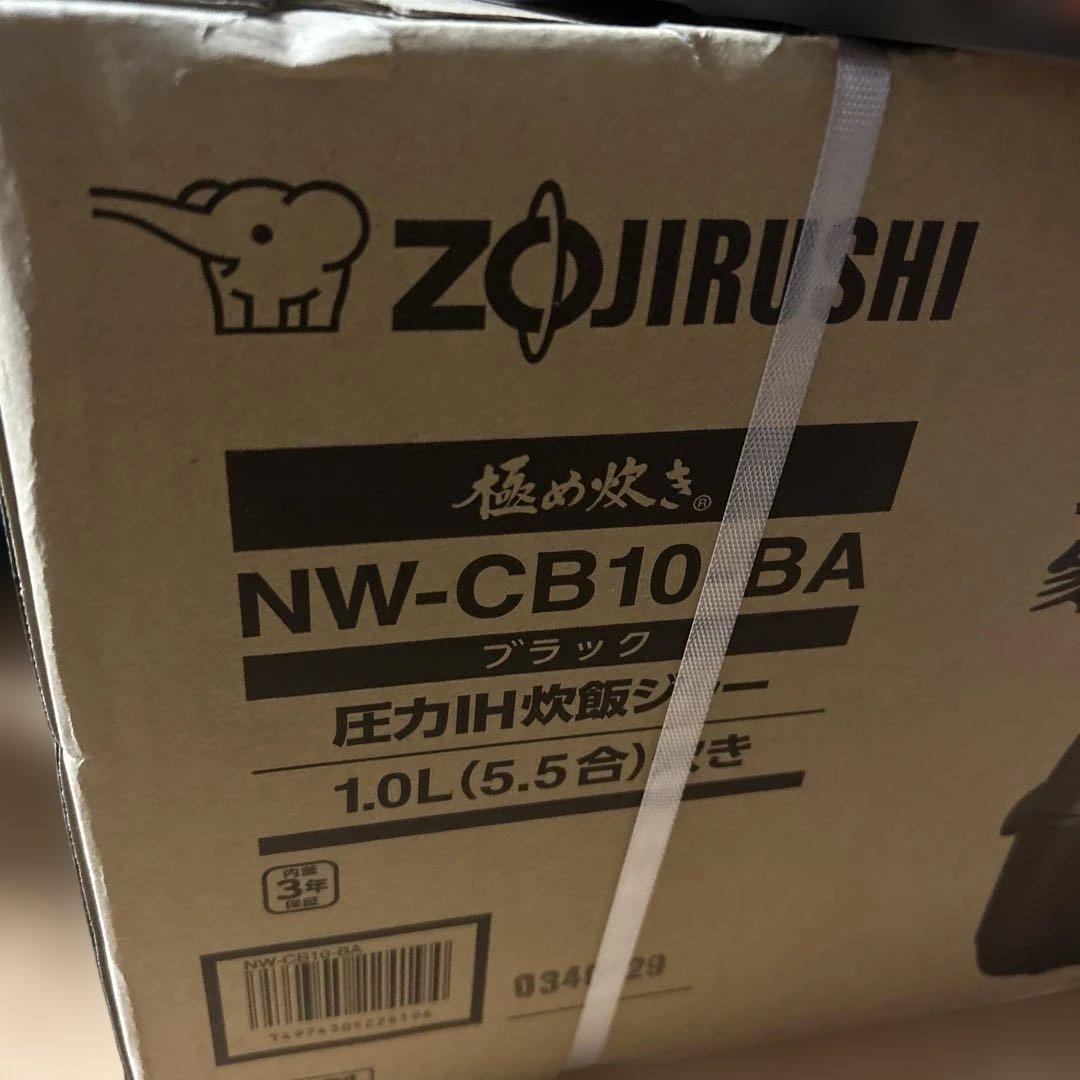 ZOJIRUSHI
極め炊き®
NW-CB10-BA
ブラック
圧力IH炊飯ジャー
1.0L(5.5合)炊き
内釜
3年
保証
NW-CB10-BA